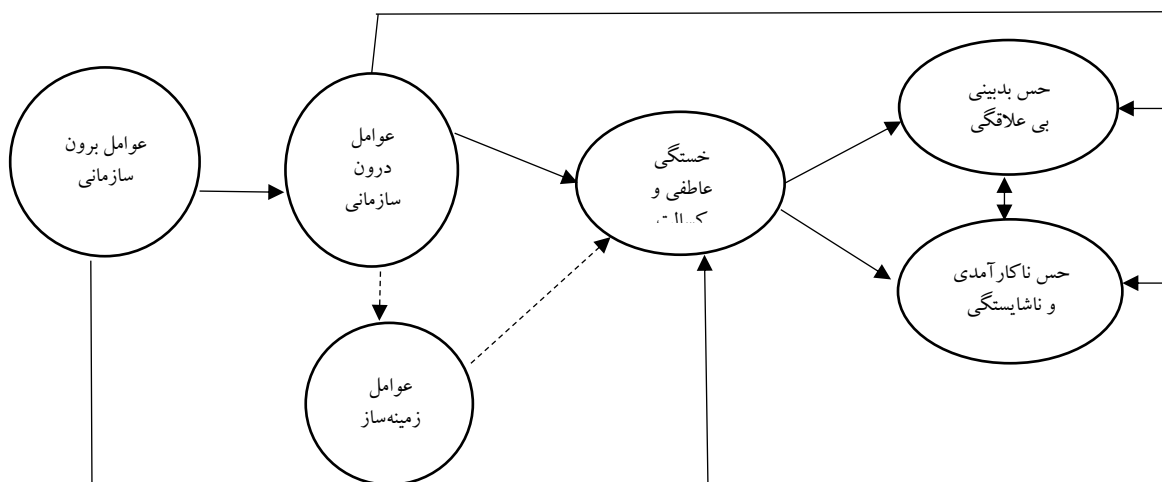 عوامل برون
سازمانی
عوامل
درون
سازمانی
عوامل
زمینه‌ساز
خستگی
عاطفی و
حس بدبینی
بی علاقگی
حس ناکارآمدی
و ناشایستگی